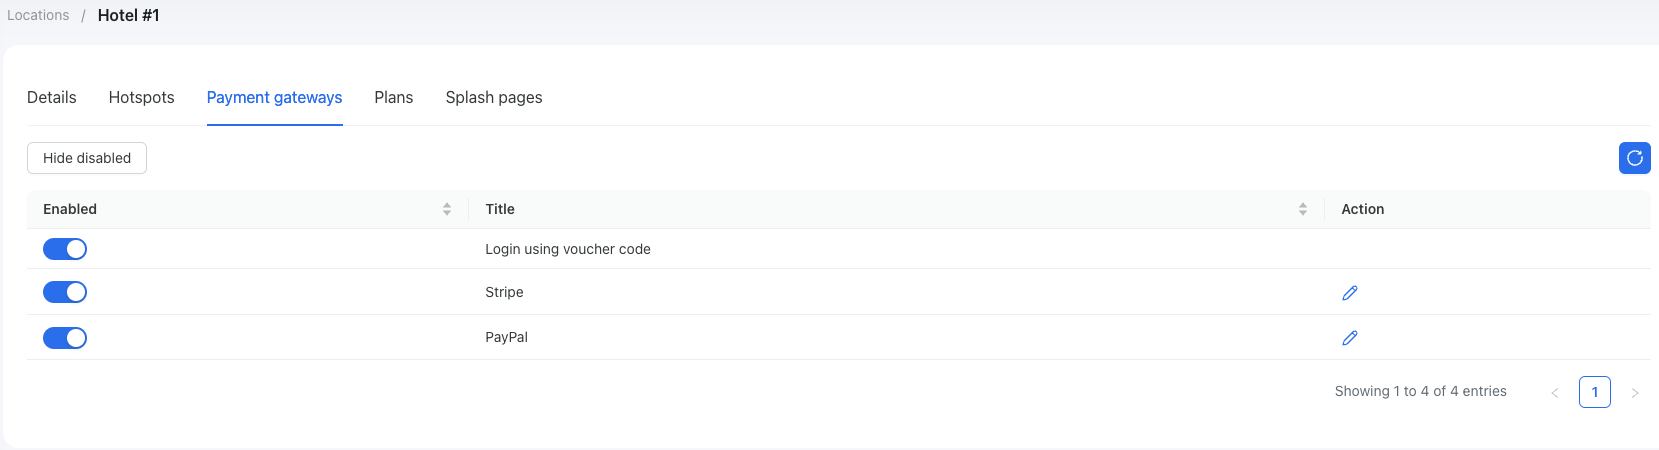 Locations / Hotel #1
Details Hotspots Payment gateways Plans Splash pages
Hide disabled
Enabled Title Action
Login using voucher code
Stripe
PayPal
Showing 1 to 4 of 4 entries < 1 >